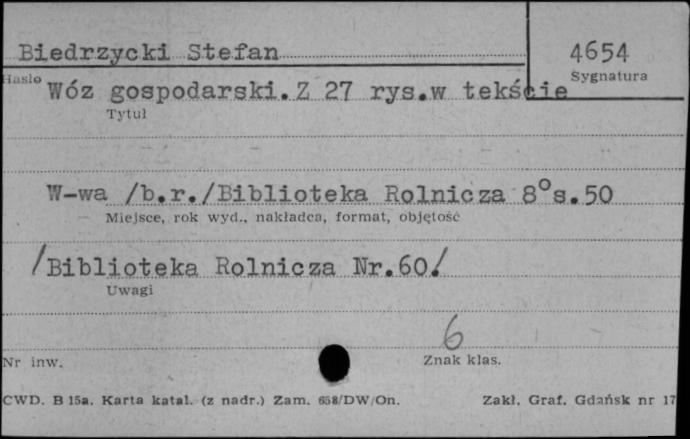 Biedrzycki Stefan 4654
Hasło Sygnatura
Wóz gospodarski.Z 27 rys.w tekście
Tytuł
W-wa /b.r./Biblioteka Rolnicza 8°s.50
Miejsce, rok wyd., nakładca, format, objętość
/Biblioteka Rolnicza Nr.60/
Uwagi
6
Nr inw. Znak klas.
CWD. B 15a. Karta katal. (z nadr.) Zam. 658/DW/On. Zakł. Graf. Gdańsk nr 17